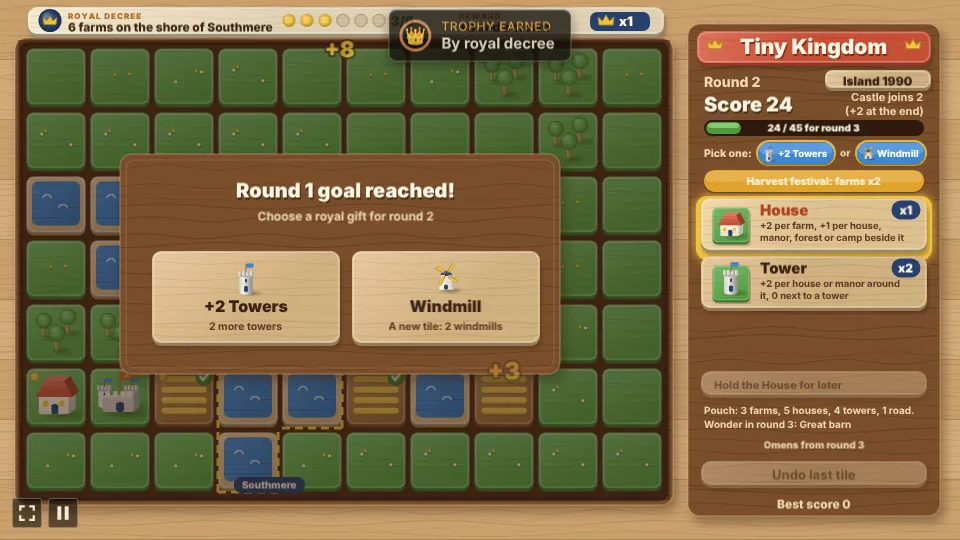 ROYAL DECREE
6 farms on the shore of Southmere
x1
TROPHY EARNED
By royal decree
+8
Round 1 goal reached!
Choose a royal gift for round 2
+2 Towers
2 more towers
Windmill
A new tile: 2 windmills
+3
Southmere
Tiny Kingdom
Round 2
Island 1990
Score 24
Castle joins 2
(+2 at the end)
24 / 45 for round 3
Pick one:
+2 Towers
or
Windmill
Harvest festival: farms x2
House
x1
+2 per farm, +1 per house,
manor, forest or camp beside it
Tower
x2
+2 per house or manor around
it, 0 next to a tower
Hold the House for later
Pouch: 3 farms, 5 houses, 4 towers, 1 road.
Wonder in round 3: Great barn
Omens from round 3
Undo last tile
Best score 0